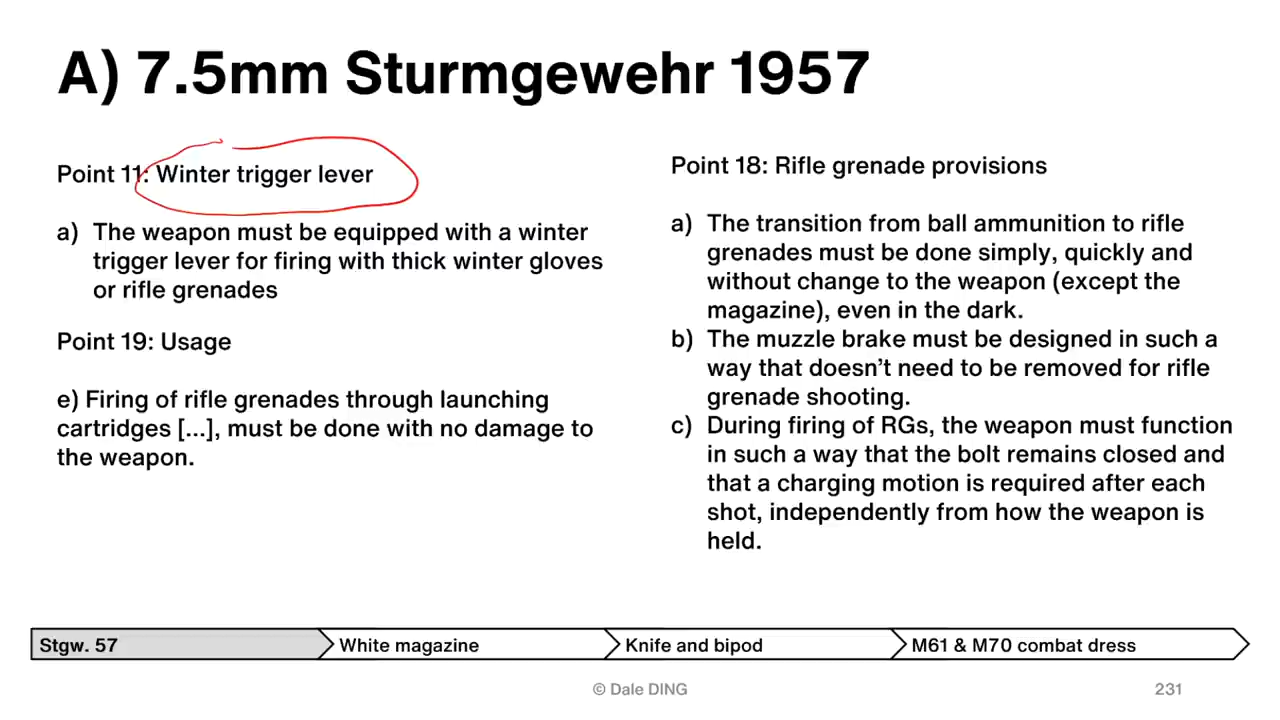 A) 7.5mm Sturmgewehr 1957
Point 11: Winter trigger lever
a) The weapon must be equipped with a winter
trigger lever for firing with thick winter gloves
or rifle grenades
Point 19: Usage
e) Firing of rifle grenades through launching
cartridges [...], must be done with no damage to
the weapon.
Point 18: Rifle grenade provisions
a) The transition from ball ammunition to rifle
grenades must be done simply, quickly and
without change to the weapon (except the
magazine), even in the dark.
b) The muzzle brake must be designed in such a
way that doesn’t need to be removed for rifle
grenade shooting.
c) During firing of RGs, the weapon must function
in such a way that the bolt remains closed and
that a charging motion is required after each
shot, independently from how the weapon is
held.
Stgw. 57
White magazine
Knife and bipod
M61 & M70 combat dress
© Dale DING
231